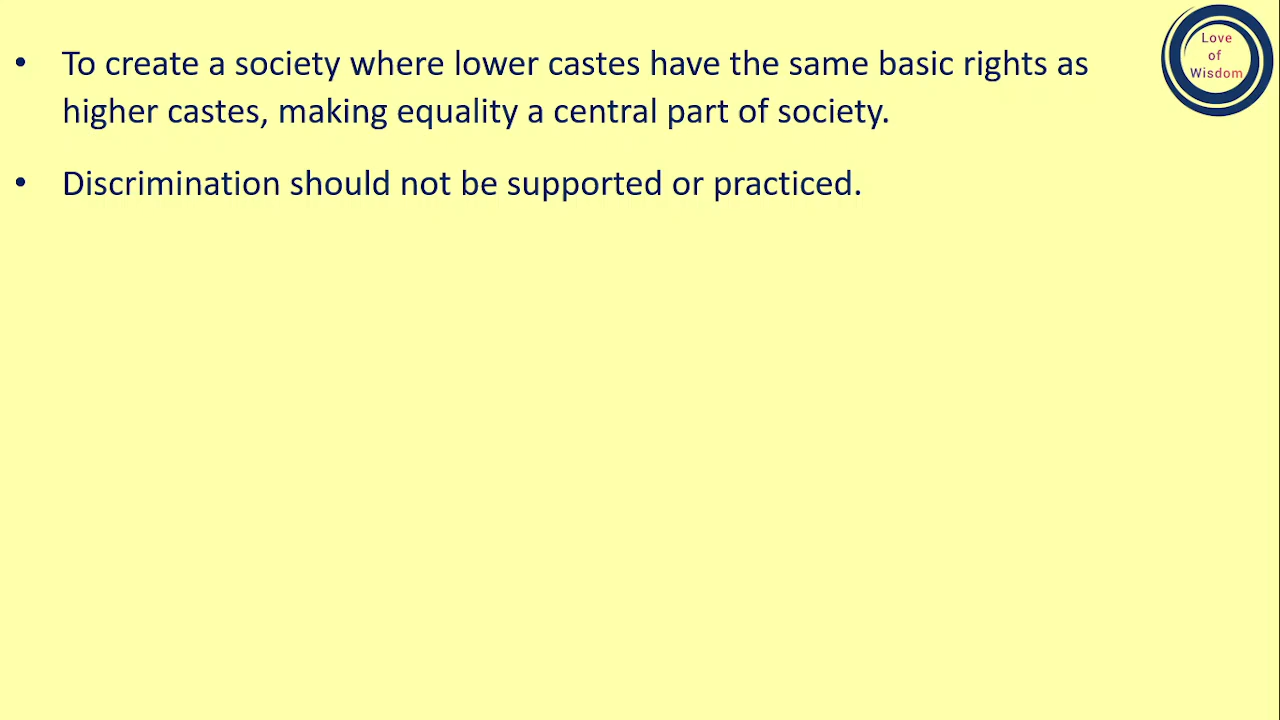 • To create a society where lower castes have the same basic rights as
higher castes, making equality a central part of society.
• Discrimination should not be supported or practiced.
Love
of
Wisdom